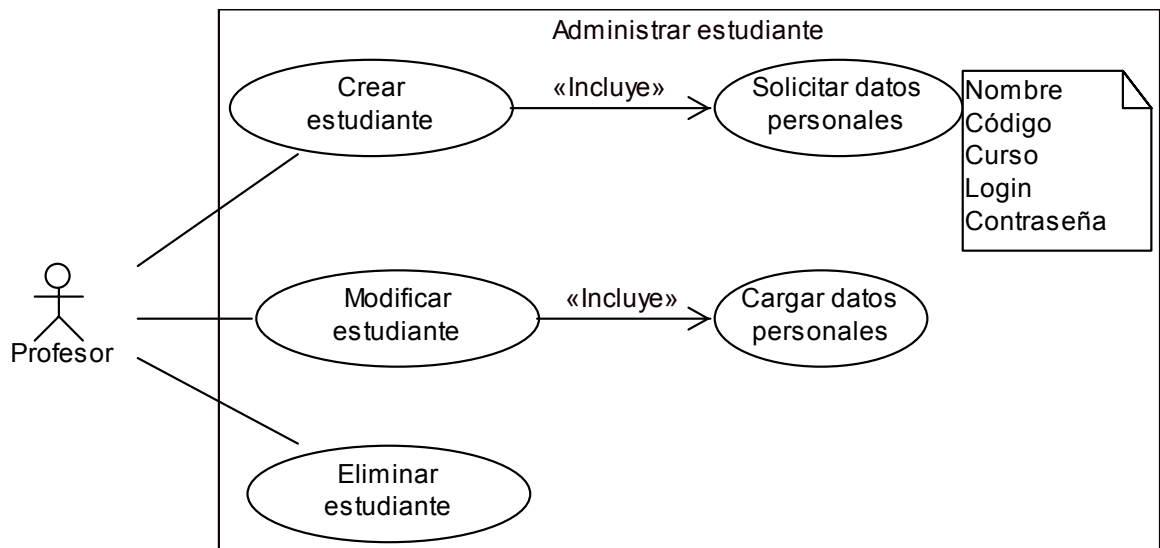 Administrar estudiante
Crear
estudiante
«Incluye»
Solicitar datos
personales
Nombre
Código
Curso
Login
Contraseña
Profesor
Modificar
estudiante
«Incluye»
Cargar datos
personales
Eliminar
estudiante